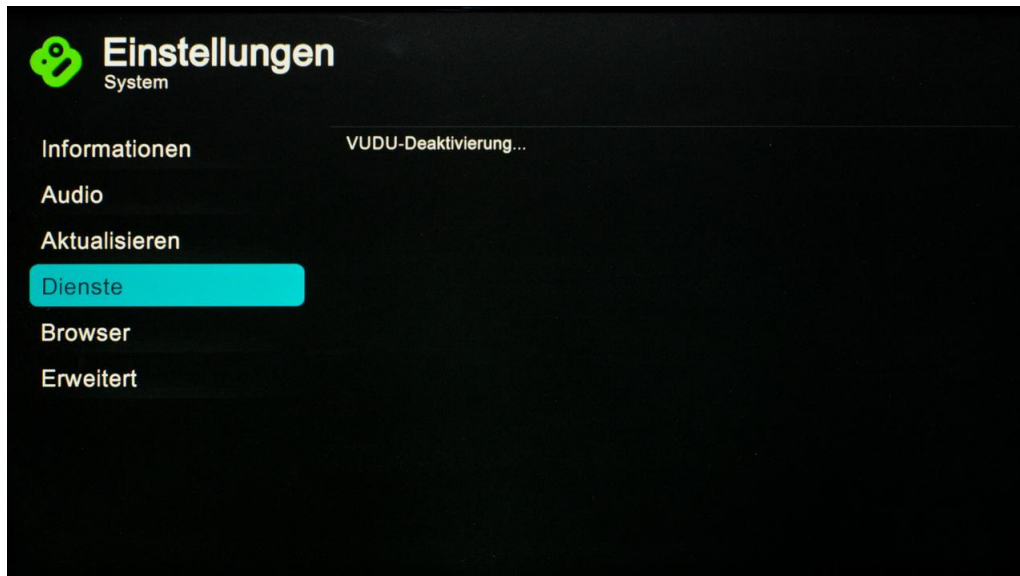 Einstellungen
System
Informationen
VUDU-Deaktivierung...
Audio
Aktualisieren
Dienste
Browser
Erweitert